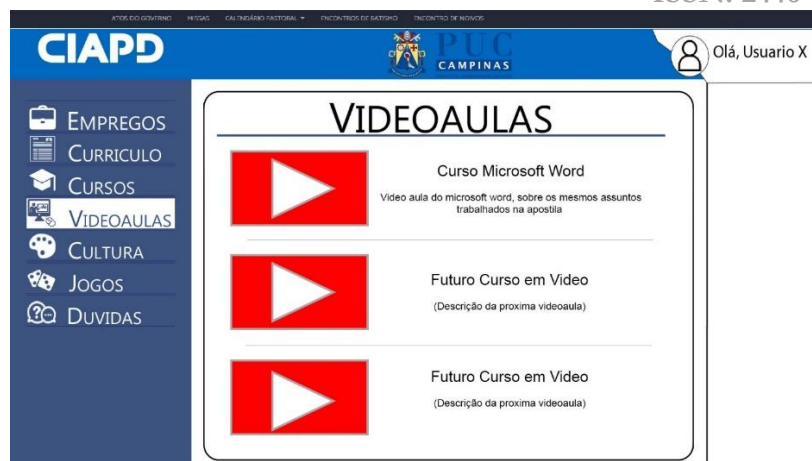 ATOS DO GOVERNO MISSAS CALENDÁRIO PASTORAL ENCONTROS DE BATISMO ENCONTRO DE NOIVOS
CIAPD
PUC
CAMPINAS
Olá, Usuario X
EMPREGOS
CURRICULO
CURSOS
VIDEOAULAS
CULTURA
JOGOS
DUVIDAS
VIDEOAULAS
Curso Microsoft Word
Video aula do microsoft word, sobre os mesmos assuntos
trabalhados na apostila
Futuro Curso em Video
(Descrição da proxima videoaula)
Futuro Curso em Video
(Descrição da proxima videoaula)